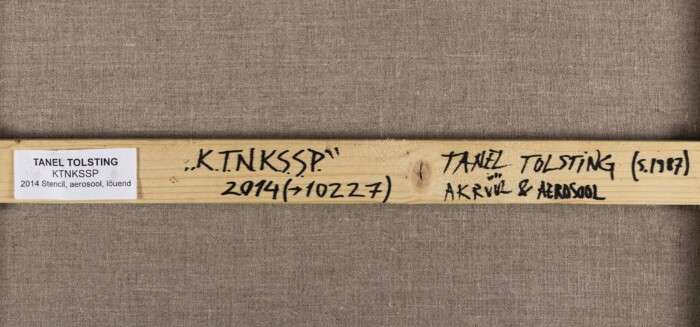 TANEL TOLSTING
KTNKSSP
2014 Stencil, aerosool, lõuend
„K.T.N.K.S.S.P.“
2014(→10227)
TANEL TOLSTING (S.1987)
AKRÜÜL & AEROSOOL